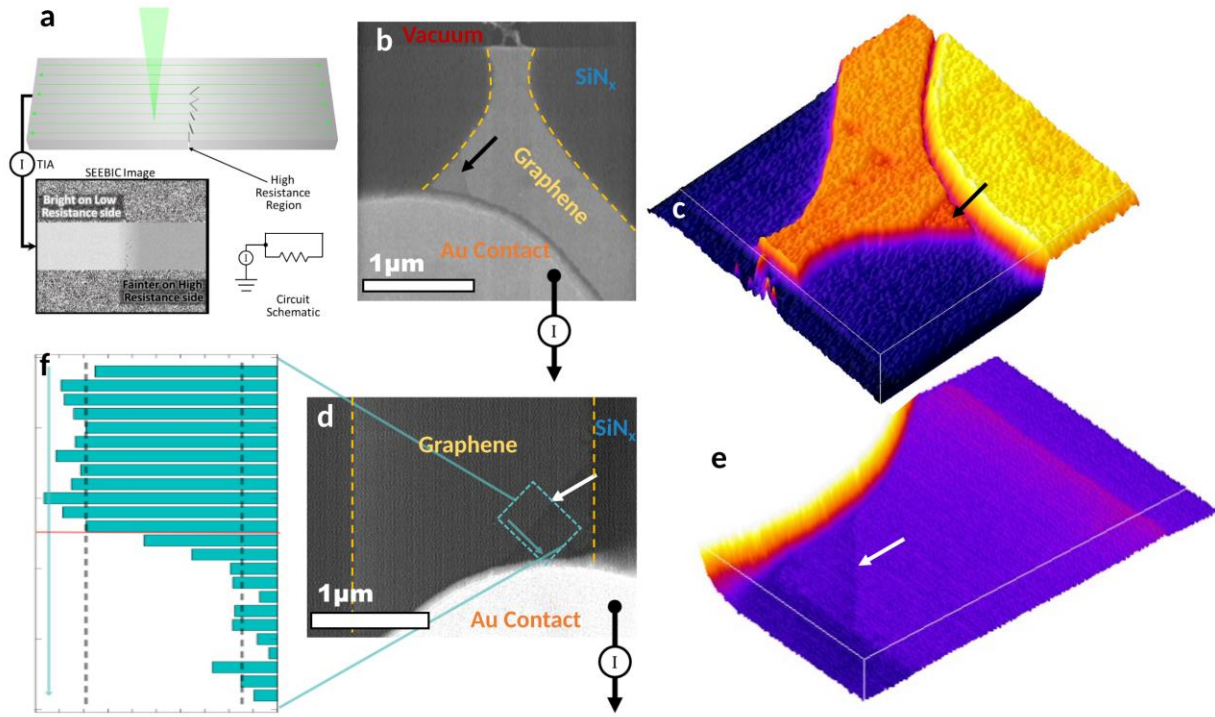 a
I
TIA
SEEBIC Image
High
Resistance
Region
Bright on Low
Resistance side
Fainter on High
Resistance side
I
Circuit
Schematic
b
Vacuum
SiNx
Graphene
Au Contact
1µm
I
c
f
d
SiNx
Graphene
1µm
Au Contact
I
e